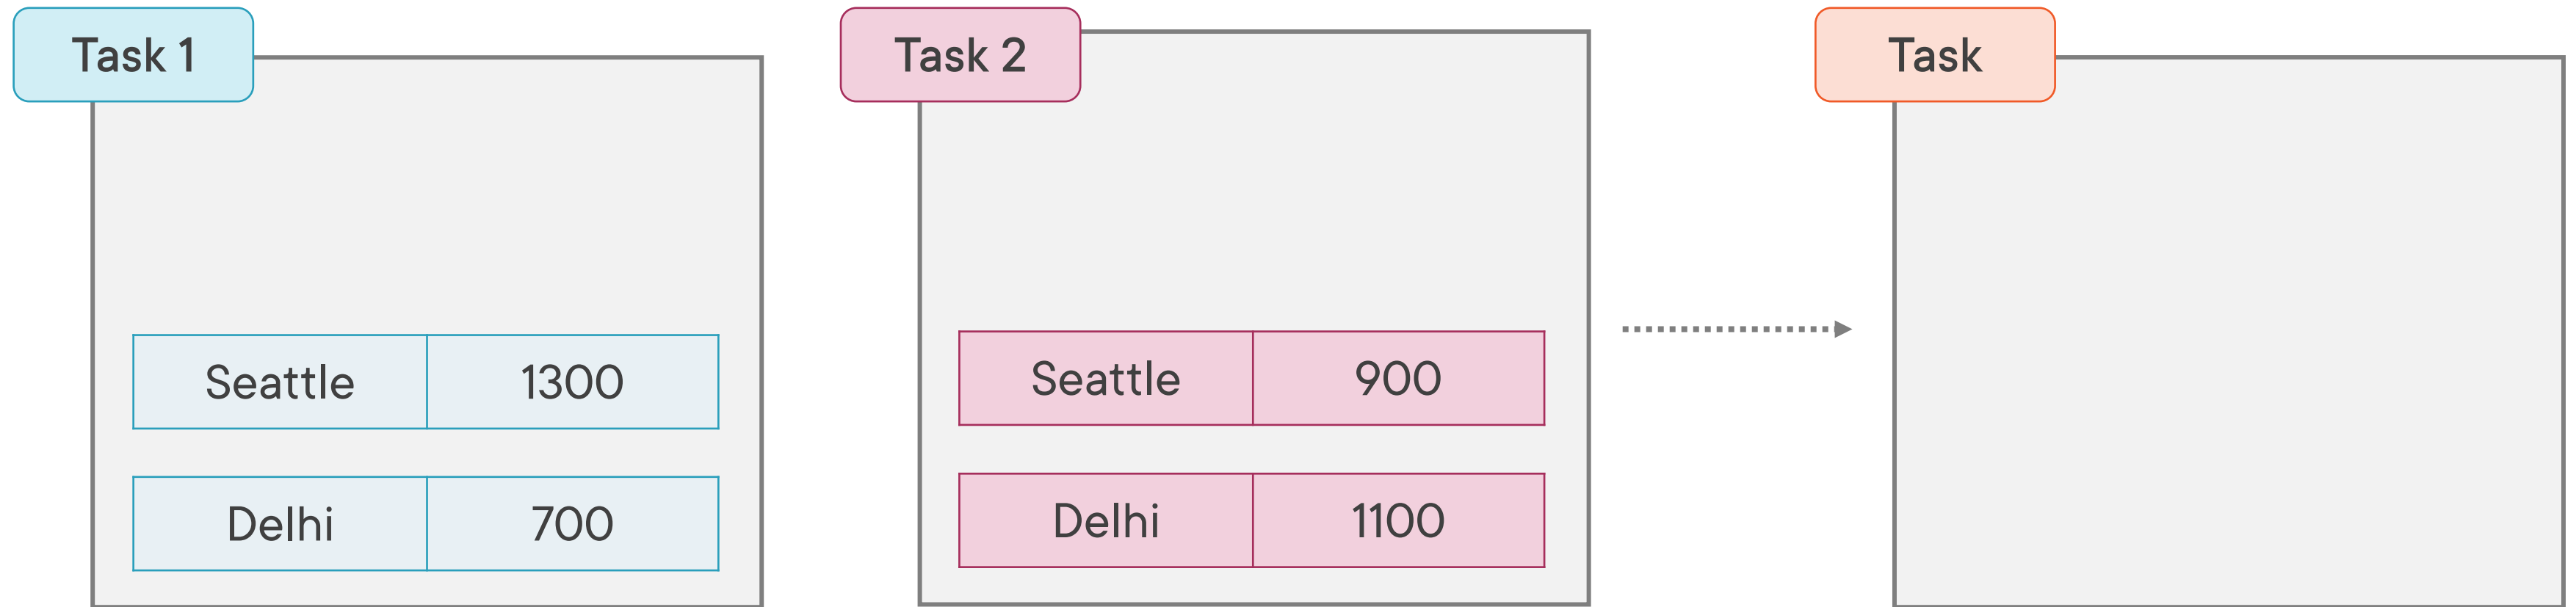 Task 1
Seattle 1300
Delhi 700
Task 2
Seattle 900
Delhi 1100
Task